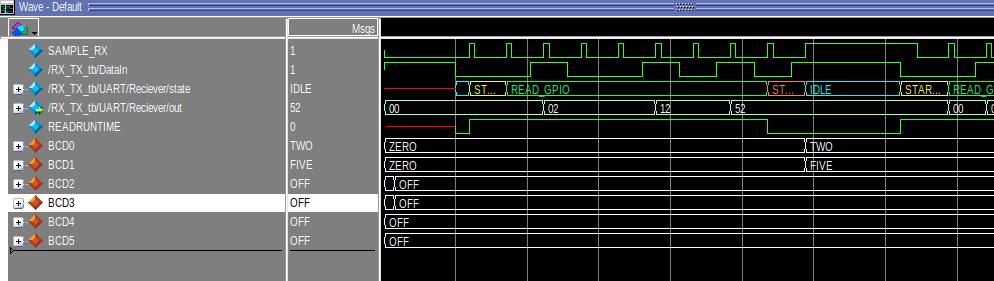 Wave - Default
Msgs
SAMPLE_RX 1
/RX_TX_tb/DataIn 1
/RX_TX_tb/UART/Reciever/state IDLE ST... READ_GPIO ST... IDLE STAR...
/RX_TX_tb/UART/Reciever/out 52 00 02 12 52 00
READRUNTIME 0
BCD0 TWO ZERO TWO
BCD1 FIVE ZERO FIVE
BCD2 OFF OFF
BCD3 OFF OFF
BCD4 OFF OFF
BCD5 OFF OFF